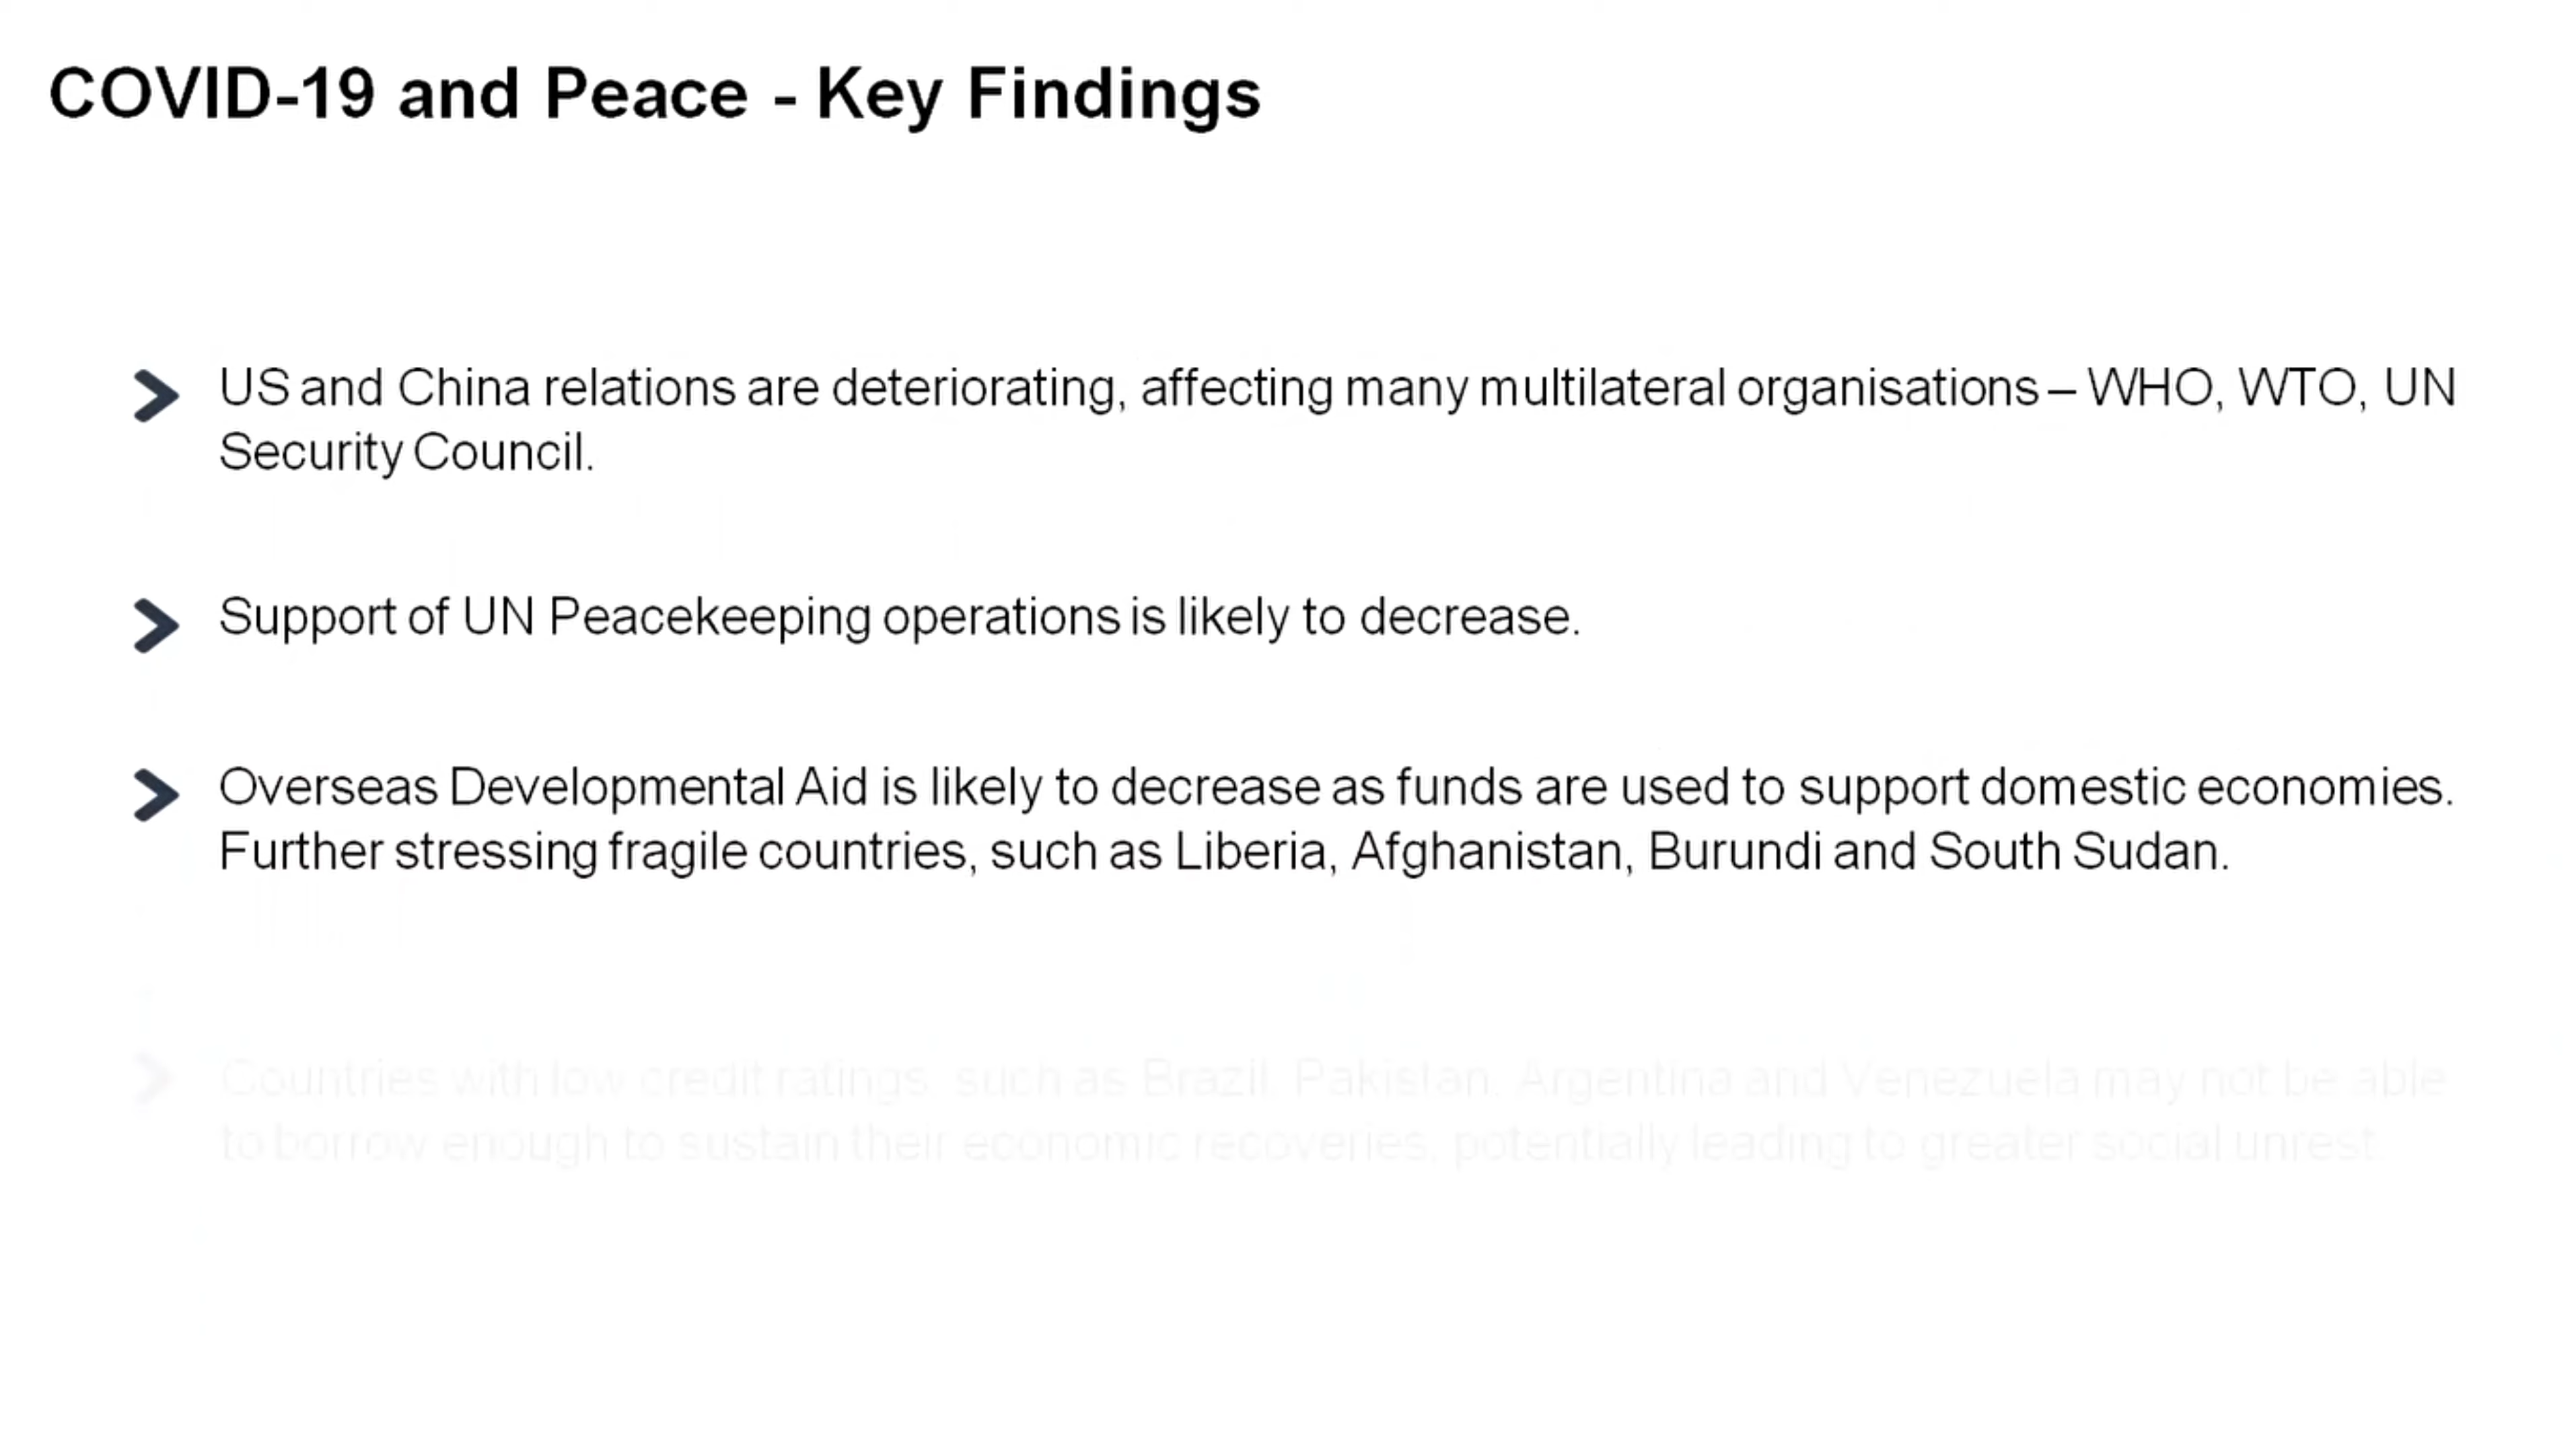 COVID-19 and Peace - Key Findings
US and China relations are deteriorating, affecting many multilateral organisations – WHO, WTO, UN
Security Council.
Support of UN Peacekeeping operations is likely to decrease.
Overseas Developmental Aid is likely to decrease as funds are used to support domestic economies.
Further stressing fragile countries, such as Liberia, Afghanistan, Burundi and South Sudan.
Countries with low credit ratings, such as Brazil, Pakistan, Argentina and Venezuela may not be able
to borrow enough to sustain their economic recoveries, potentially leading to greater social unrest.